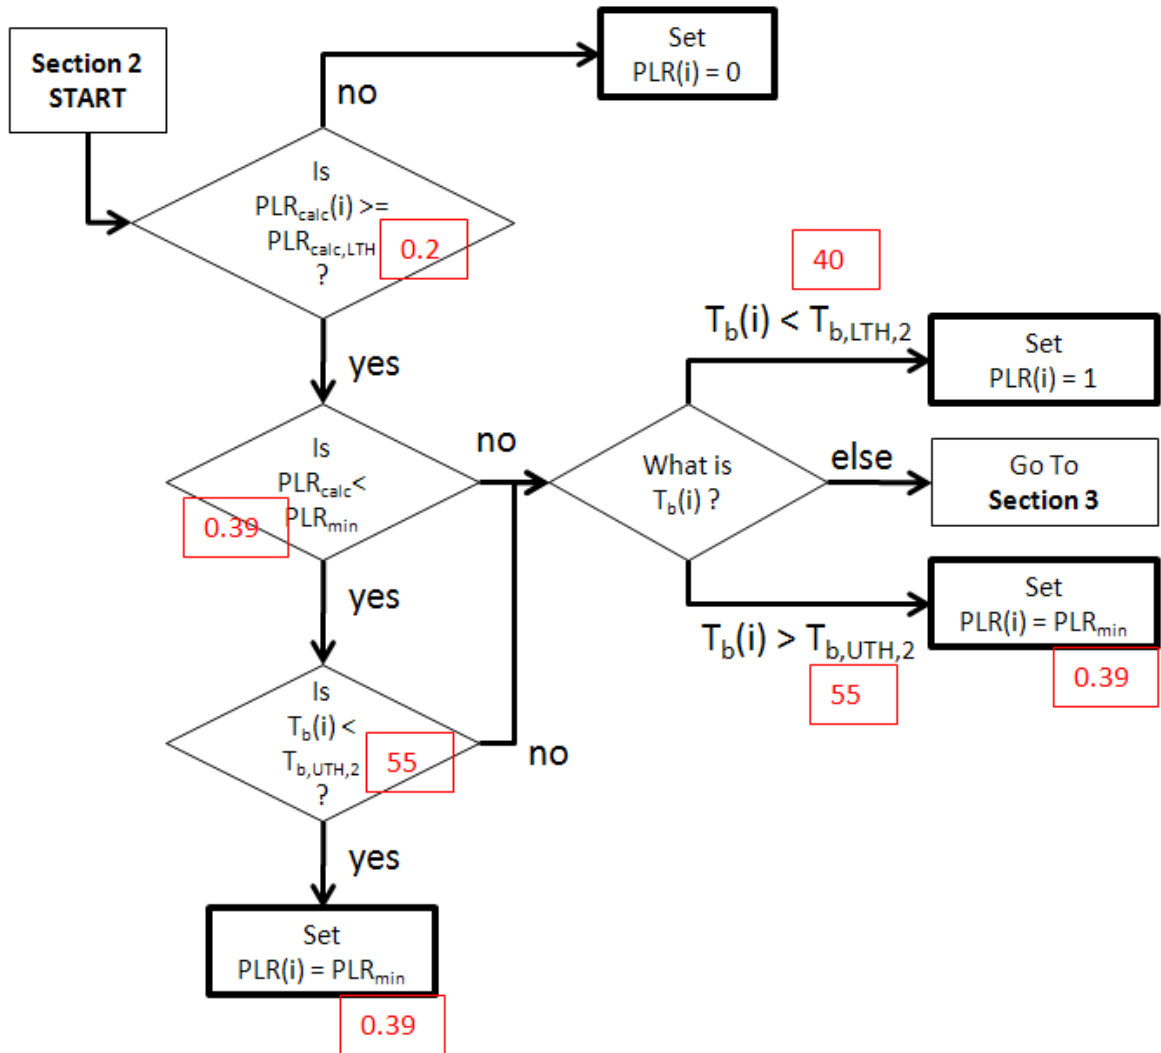 Section 2
START
Set
PLR(i) = 0
no
Is
PLRcalc(i) >=
PLRcalc,LTH
?
0.2
yes
40
Tb(i) < Tb,LTH,2
Set
PLR(i) = 1
Is
PLRcalc<
PLRmin
0.39
no
What is
Tb(i) ?
else
Go To
Section 3
yes
Tb(i) > Tb,UTH,2
55
Set
PLR(i) = PLRmin
0.39
Is
Tb(i) <
Tb,UTH,2
?
55
no
yes
Set
PLR(i) = PLRmin
0.39